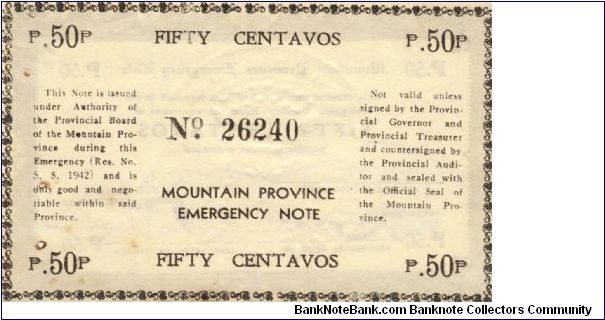 ₱.50₱ FIFTY CENTAVOS ₱.50₱
This Note is issued
under Authority of
the Provincial Board
of the Mountain Pro-
vince during this
Emergency (Res. No.
5, S. 1942) and is
only good and nego-
tiable within said
Province.
Nº 26240
MOUNTAIN PROVINCE
EMERGENCY NOTE
Not valid unless
signed by the Provin-
cial Governor and
Provincial Treasurer
and countersigned by
the Provincial Audi-
tor and sealed with
the Official Seal of
the Mountain Pro-
vince.
₱.50₱ FIFTY CENTAVOS ₱.50₱
BankNoteBank.com Banknote Collectors Community